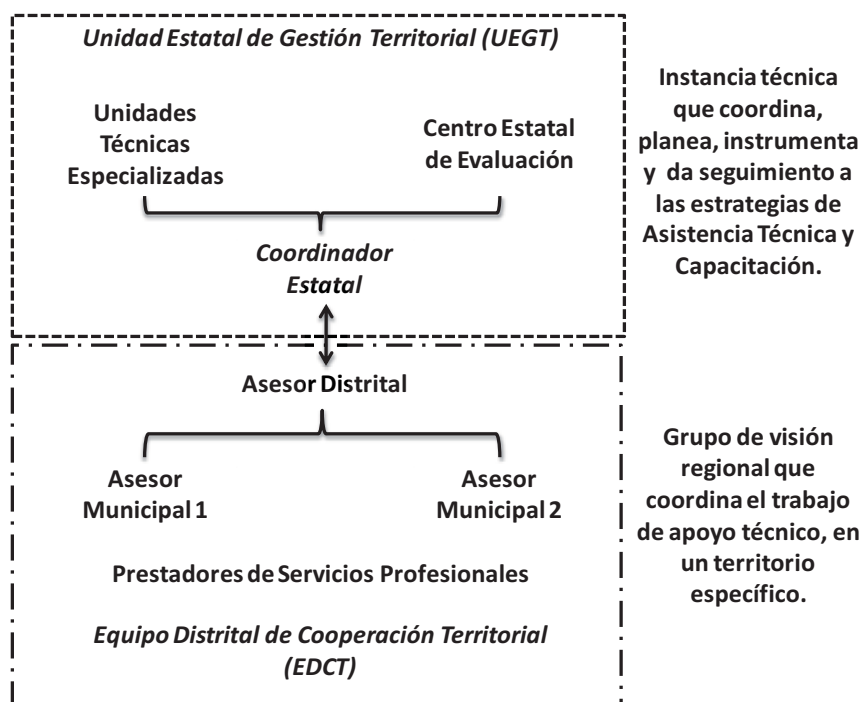 Unidad Estatal de Gestión Territorial (UEGT)
Unidades
Técnicas
Especializadas
Centro Estatal
de Evaluación
Coordinador
Estatal
Instancia técnica
que coordina,
planea, instrumenta
y da seguimiento a
las estrategias de
Asistencia Técnica y
Capacitación.
Asesor Distrital
Asesor
Municipal 1
Asesor
Municipal 2
Prestadores de Servicios Profesionales
Equipo Distrital de Cooperación Territorial
(EDCT)
Grupo de visión
regional que
coordina el trabajo
de apoyo técnico, en
un territorio
específico.